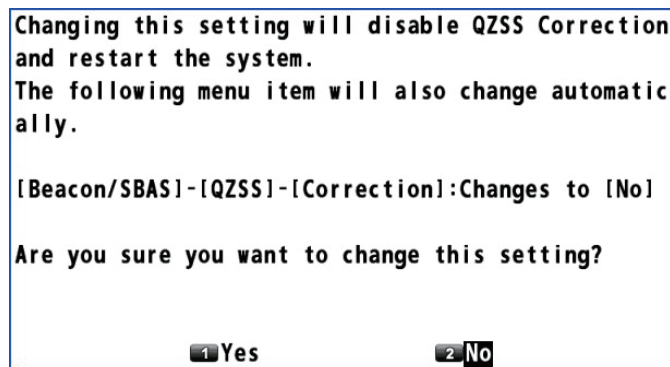 Changing this setting will disable QZSS Correction
and restart the system.
The following menu item will also change automatic
ally.
[Beacon/SBAS]-[QZSS]-[Correction]:Changes to [No]
Are you sure you want to change this setting?
1 Yes 2 No